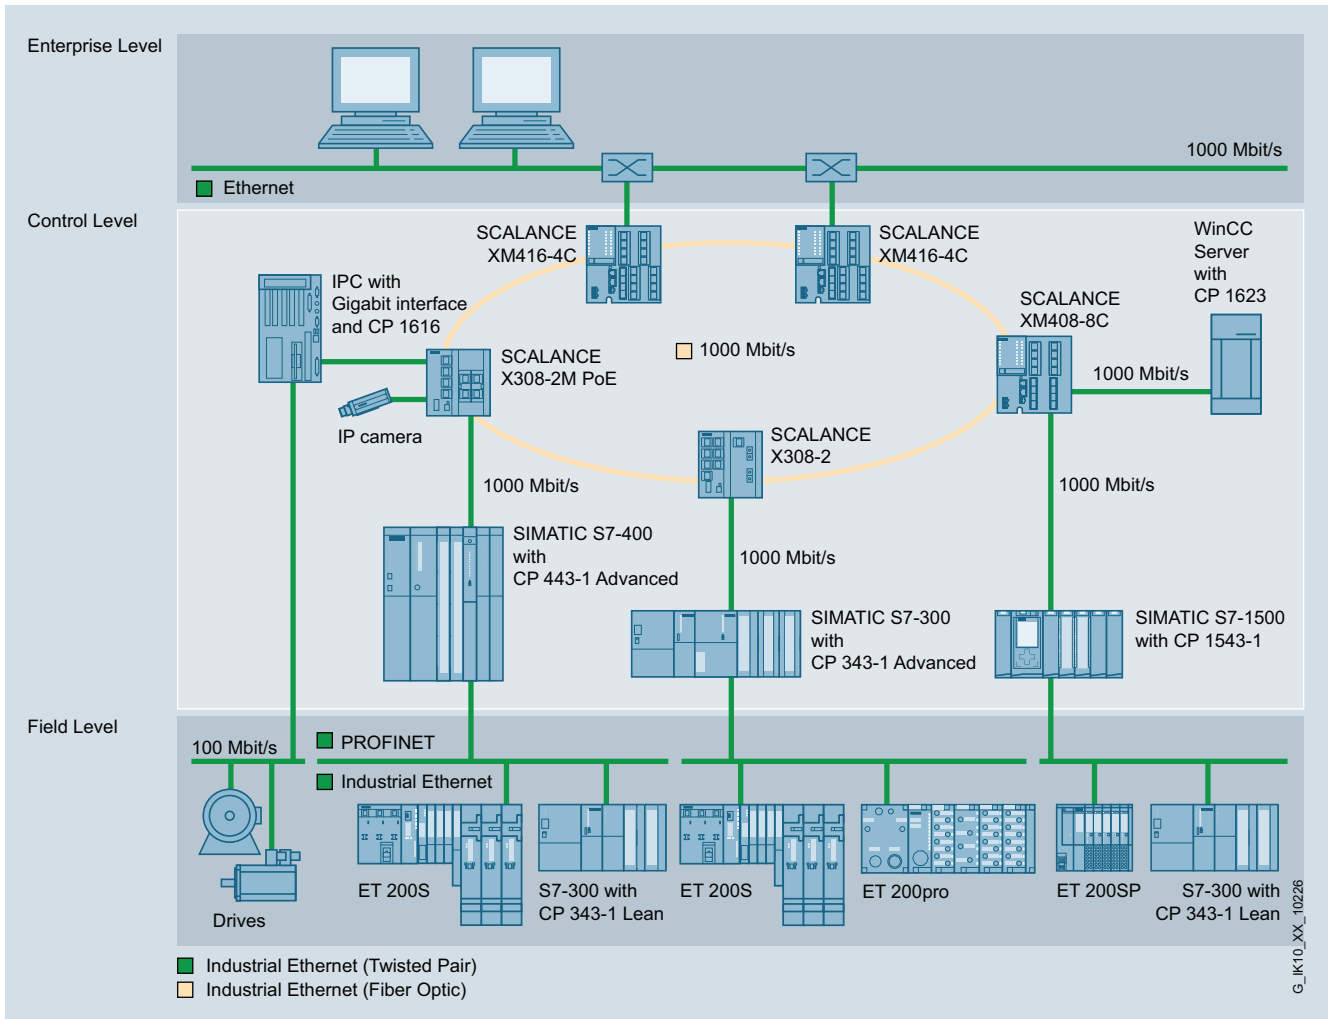 Enterprise Level
1000 Mbit/s
Ethernet
Control Level
SCALANCE
XM416-4C
SCALANCE
XM416-4C
WinCC
Server
with
CP 1623
IPC with
Gigabit interface
and CP 1616
SCALANCE
XM408-8C
SCALANCE
X308-2M PoE
1000 Mbit/s
1000 Mbit/s
IP camera
SCALANCE
X308-2
1000 Mbit/s
1000 Mbit/s
SIMATIC S7-400
with
CP 443-1 Advanced
1000 Mbit/s
SIMATIC S7-300
with
CP 343-1 Advanced
SIMATIC S7-1500
with CP 1543-1
Field Level
100 Mbit/s
PROFINET
Industrial Ethernet
Drives
ET 200S
S7-300 with
CP 343-1 Lean
ET 200S
ET 200pro
ET 200SP
S7-300 with
CP 343-1 Lean
G_IK10_XX_10226
Industrial Ethernet (Twisted Pair)
Industrial Ethernet (Fiber Optic)